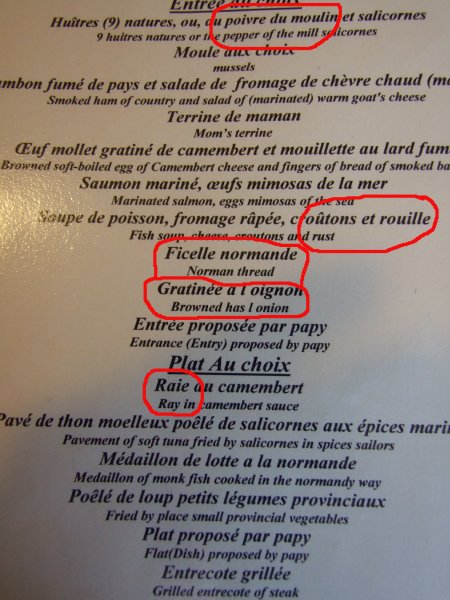 Entrée au choix
Huîtres (9) natures, ou, au poivre du moulin et salicornes
9 huitres natures or the pepper of the mill salicornes
Moule aux choix
mussels
ambon fumé de pays et salade de fromage de chèvre chaud (ma
Smoked ham of country and salad of (marinated) warm goat's cheese
Terrine de maman
Mom's terrine
Œuf mollet gratiné de camembert et mouillette au lard fum
Browned soft-boiled egg of Camembert cheese and fingers of bread of smoked ba
Saumon mariné, œufs mimosas de la mer
Marinated salmon, eggs mimosas of the sea
Soupe de poisson, fromage râpée, croûtons et rouille
Fish soup, cheese, croutons and rust
Ficelle normande
Norman thread
Gratinée a l oignon
Browned has l onion
Entrée proposée par papy
Entrance (Entry) proposed by papy
Plat Au choix
Raie au camembert
Ray in camembert sauce
Pavé de thon moelleux poêlé de salicornes aux épices marin
Pavement of soft tuna fried by salicornes in spices sailors
Médaillon de lotte a la normande
Medallion of monk fish cooked in the normandy way
Poêlé de loup petits légumes provinciaux
Fried by place small provincial vegetables
Plat proposé par papy
Flat(Dish) proposed by papy
Entrecote grillée
Grilled entrecote of steak